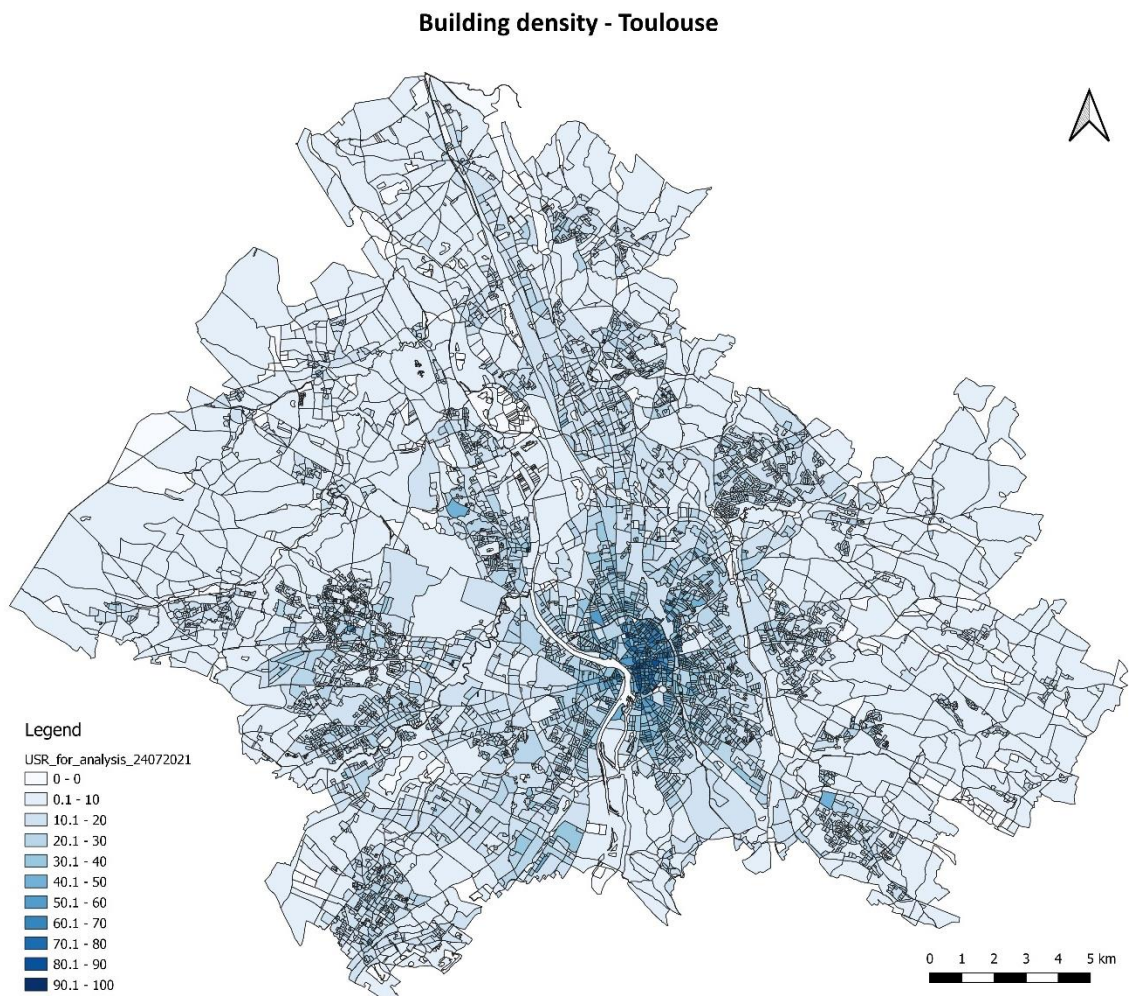 Building density - Toulouse
Legend
USR_for_analysis_24072021
0 - 0
0.1 - 10
10.1 - 20
20.1 - 30
30.1 - 40
40.1 - 50
50.1 - 60
60.1 - 70
70.1 - 80
80.1 - 90
90.1 - 100
0 1 2 3 4 5 km